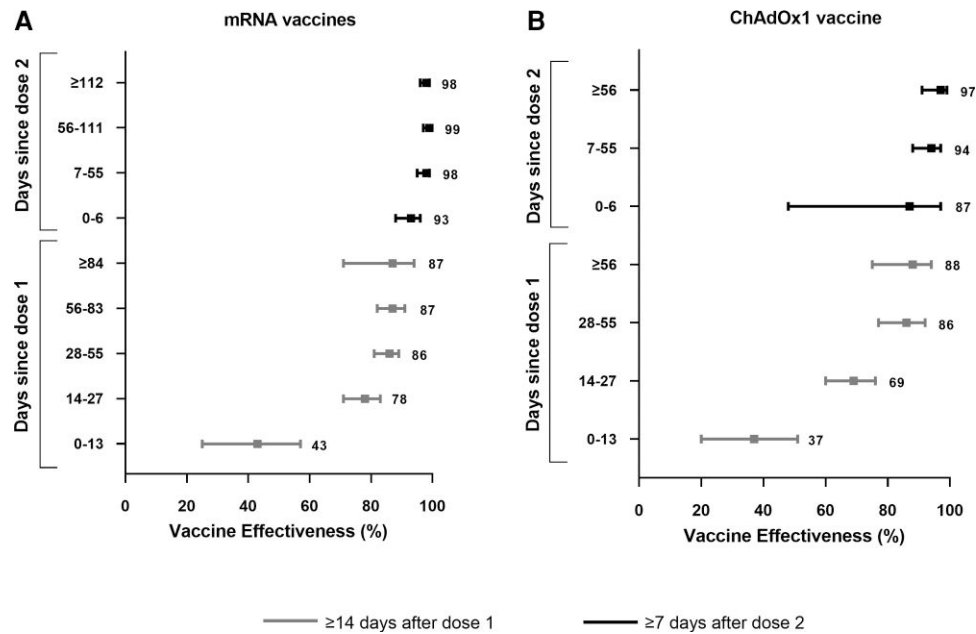 A
mRNA vaccines
Days since dose 2
≥112
98
56-111
99
7-55
98
0-6
93
Days since dose 1
≥84
87
56-83
87
28-55
86
14-27
78
0-13
43
0 20 40 60 80 100
Vaccine Effectiveness (%)
B
ChAdOx1 vaccine
Days since dose 2
≥56
97
7-55
94
0-6
87
Days since dose 1
≥56
88
28-55
86
14-27
69
0-13
37
0 20 40 60 80 100
Vaccine Effectiveness (%)
≥14 days after dose 1
≥7 days after dose 2